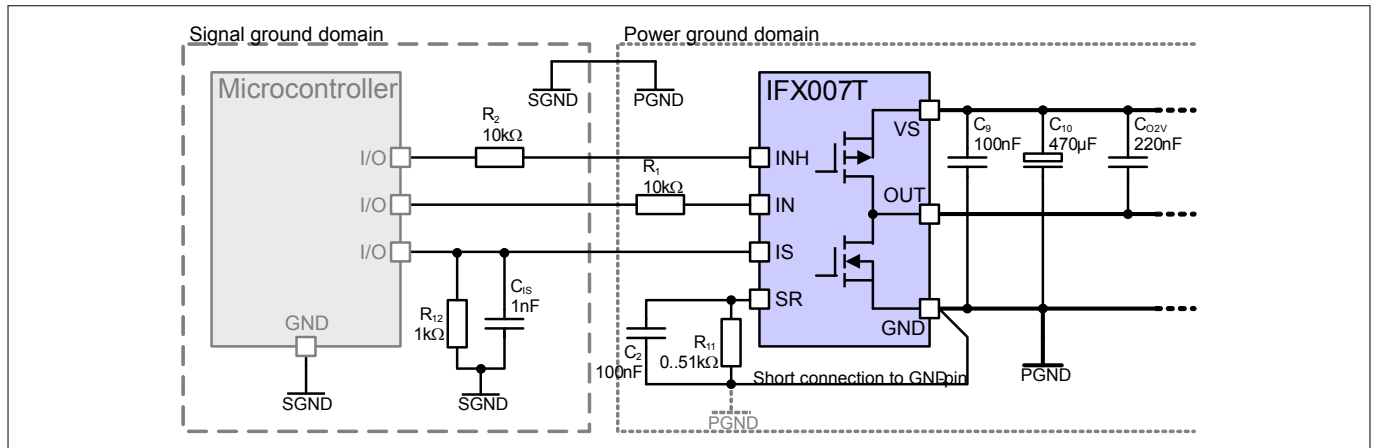 Signal ground domain
Power ground domain
Microcontroller
SGND
PGND
IFX007T
R2
10kΩ
I/O
INH
VS
C9
100nF
C10
470µF
CO2V
220nF
R1
10kΩ
I/O
IN
OUT
I/O
IS
R12
1kΩ
CIS
1nF
SR
GND
GND
C2
100nF
R11
0..51kΩ
Short connection to GND-pin
SGND
SGND
PGND
PGND